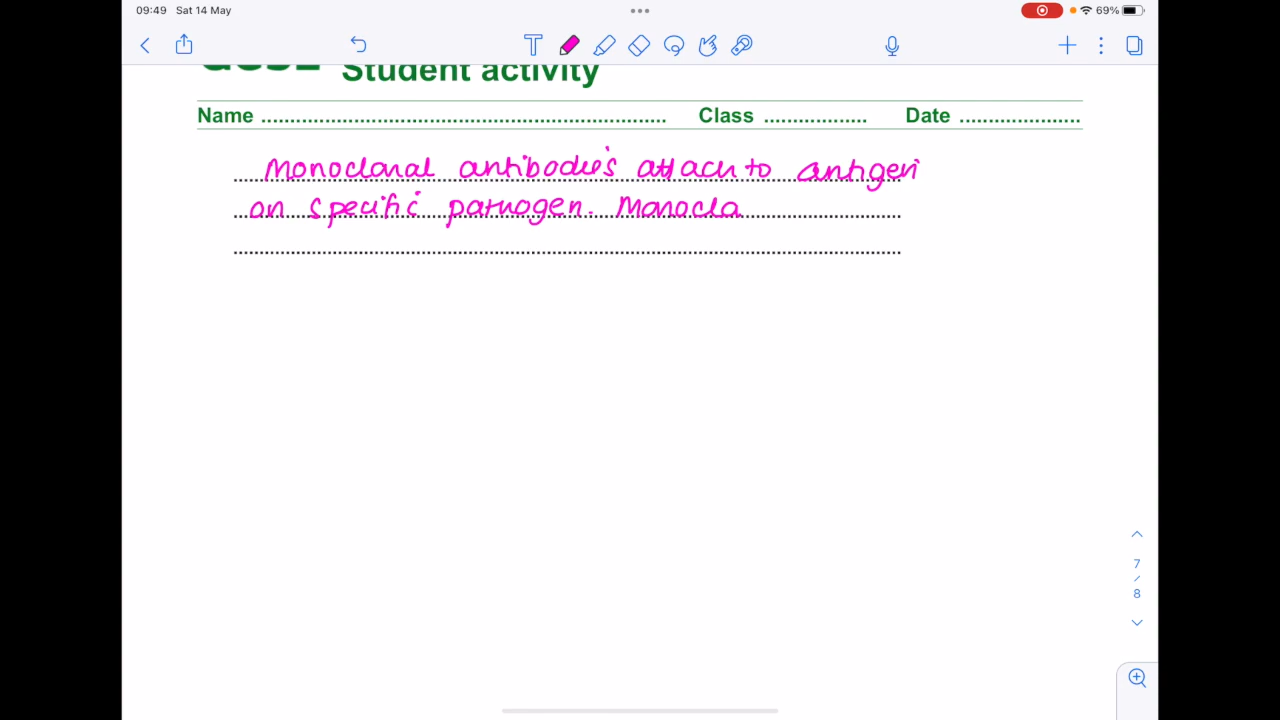 09:49 Sat 14 May
69%
Student activity
Name ........ Class ........ Date ........
Monoclonal antibodies attach to antigen
on specific pathogen. Monoclo
7
/
8